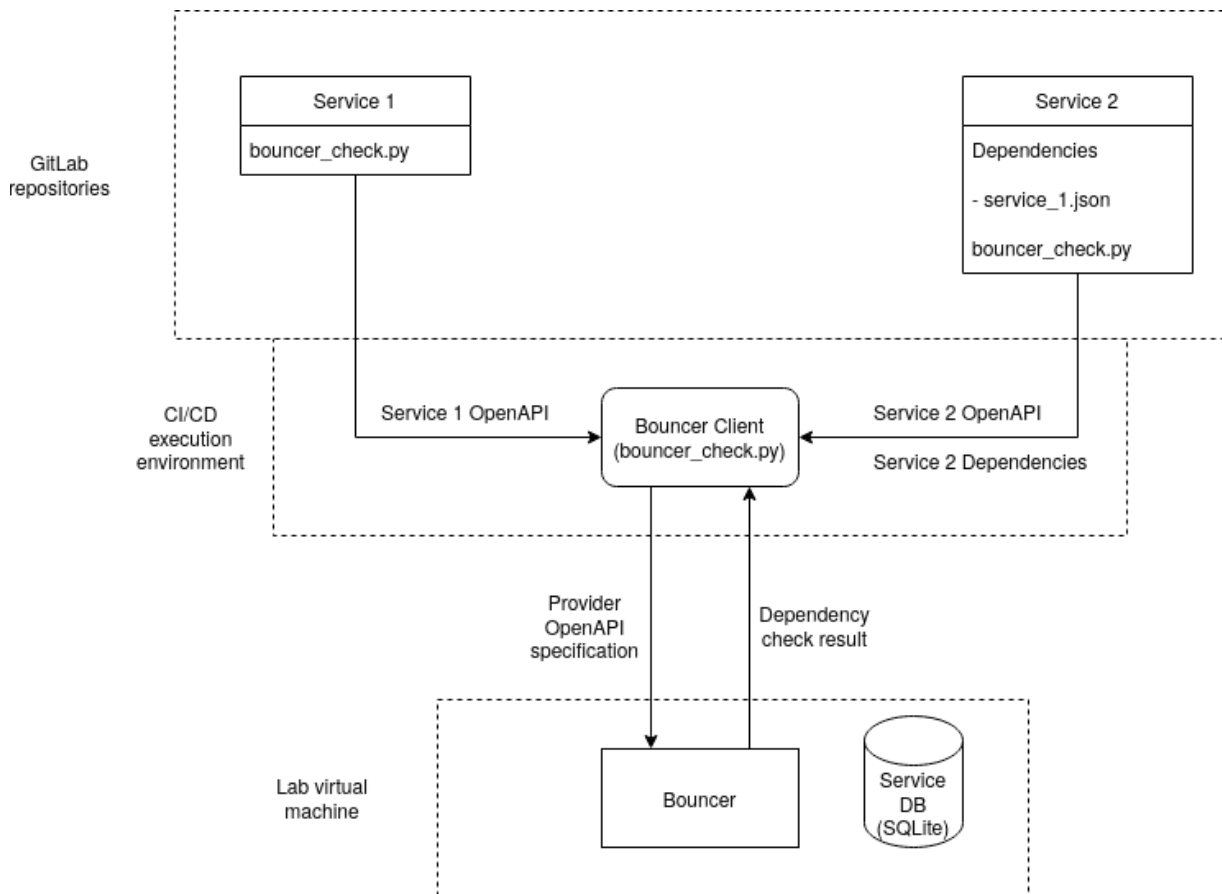 Service 1
bouncer_check.py
Service 2
Dependencies
- service_1.json
bouncer_check.py
GitLab
repositories
CI/CD
execution
environment
Service 1 OpenAPI
Bouncer Client
(bouncer_check.py)
Service 2 OpenAPI
Service 2 Dependencies
Provider
OpenAPI
specification
Dependency
check result
Lab virtual
machine
Bouncer
Service
DB
(SQLite)